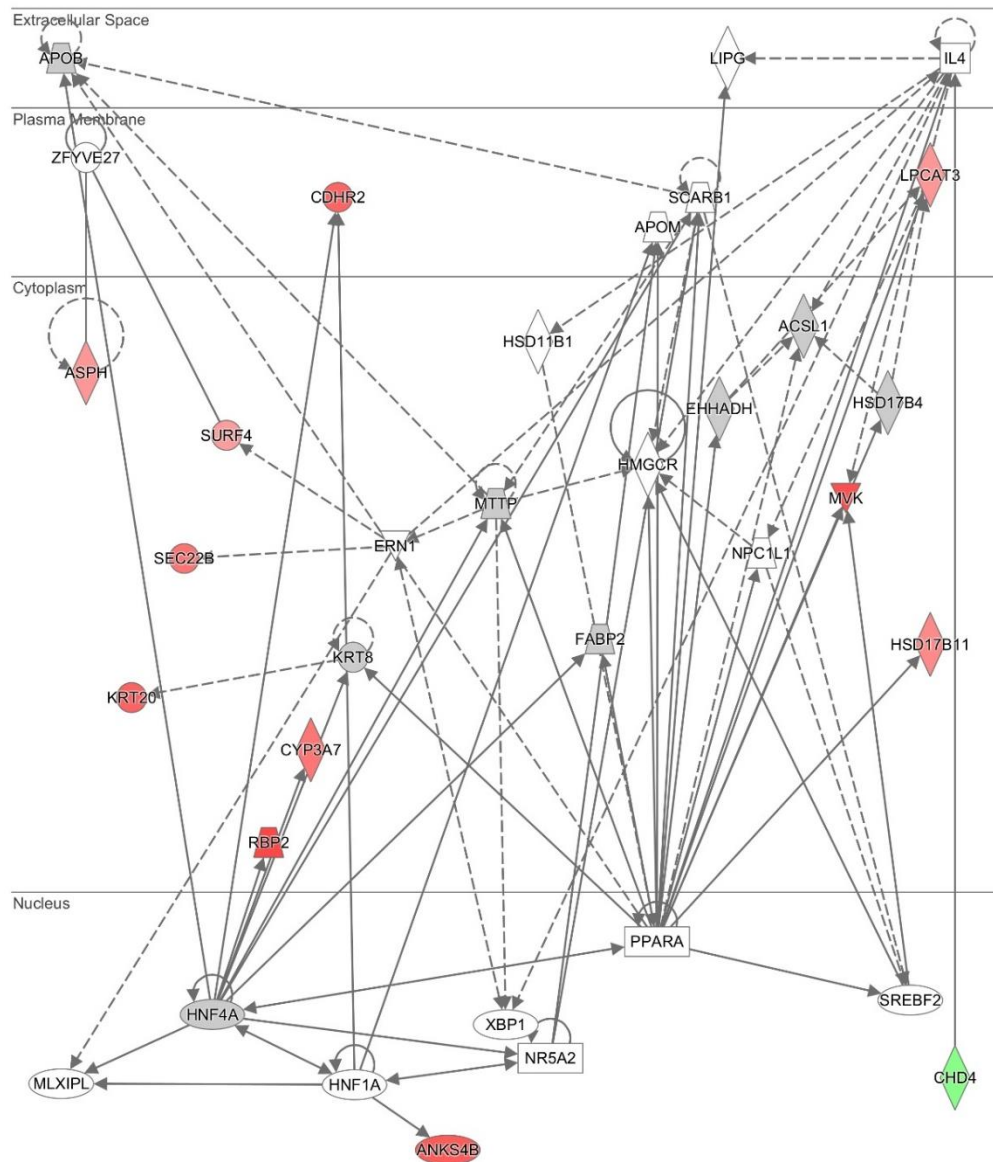 Extracellular Space
APOB
LIPG
IL4
Plasma Membrane
ZFYVE27
LPCAT3
CDHR2
SCARB1
APOM
Cytoplasm
ACSL1
HSD11B1
ASPH
EHHADH
HSD17B4
SURF4
HMGCR
MTTP
MVK
ERN1
NPC1L1
SEC22B
FABP2
HSD17B11
KRT8
KRT20
CYP3A7
RBP2
Nucleus
PPARA
SREBF2
HNF4A
XBP1
NR5A2
CHD4
MLXIPL
HNF1A
ANKS4B